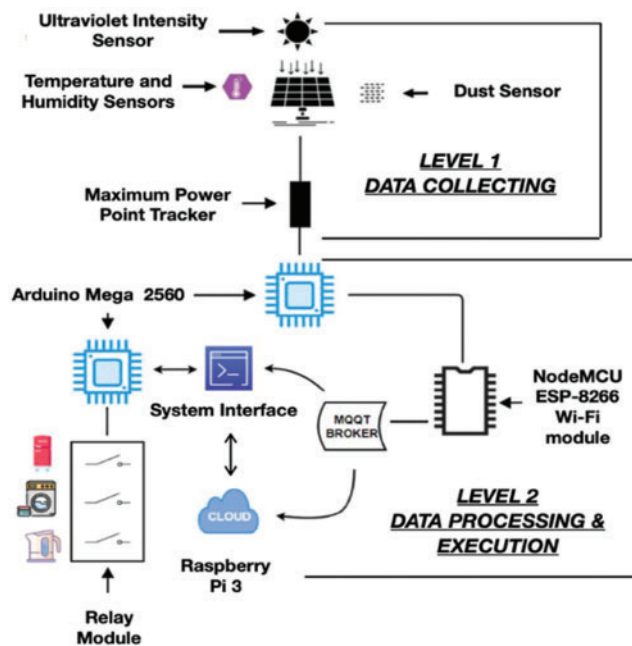 Ultraviolet Intensity
Sensor
Temperature and
Humidity Sensors
Dust Sensor
LEVEL 1
DATA COLLECTING
Maximum Power
Point Tracker
Arduino Mega 2560
System Interface
MQQT
BROKER
NodeMCU
ESP-8266
Wi-Fi
module
CLOUD
Raspberry
Pi 3
LEVEL 2
DATA PROCESSING &
EXECUTION
Relay
Module